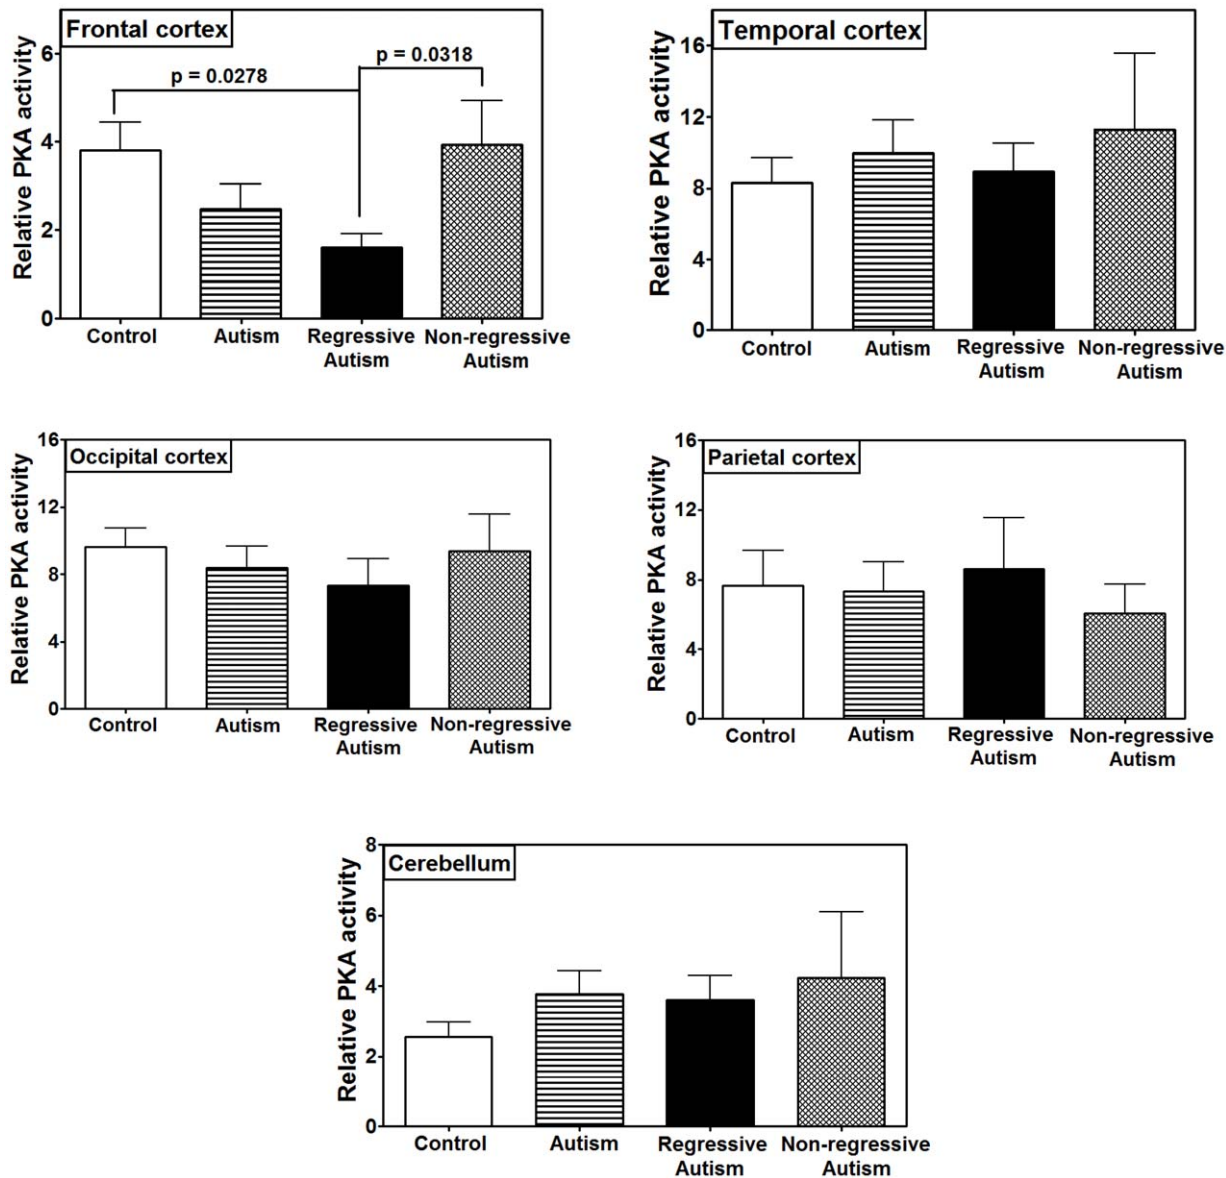 Frontal cortex
Relative PKA activity
6
4
2
0
p = 0.0278
p = 0.0318
Control
Autism
Regressive
Autism
Non-regressive
Autism
Temporal cortex
Relative PKA activity
16
12
8
4
0
Control
Autism
Regressive
Autism
Non-regressive
Autism
Occipital cortex
Relative PKA activity
16
12
8
4
0
Control
Autism
Regressive
Autism
Non-regressive
Autism
Parietal cortex
Relative PKA activity
16
12
8
4
0
Control
Autism
Regressive
Autism
Non-regressive
Autism
Cerebellum
Relative PKA activity
8
6
4
2
0
Control
Autism
Regressive
Autism
Non-regressive
Autism